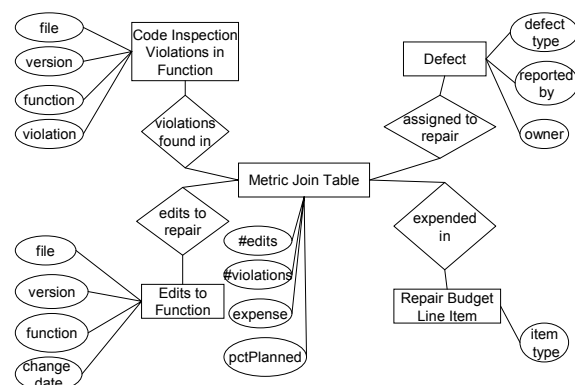 file
version
function
violation
Code Inspection
Violations in
Function
violations
found in
Defect
defect
type
reported
by
owner
assigned to
repair
Metric Join Table
edits to
repair
expended
in
#edits
#violations
expense
pctPlanned
file
version
function
change
date
Edits to
Function
Repair Budget
Line Item
item
type